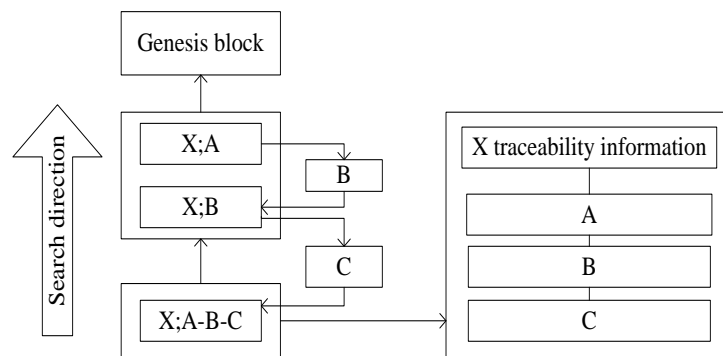 Genesis block
Search direction
X;A
B
X;B
C
X;A-B-C
X traceability information
A
B
C